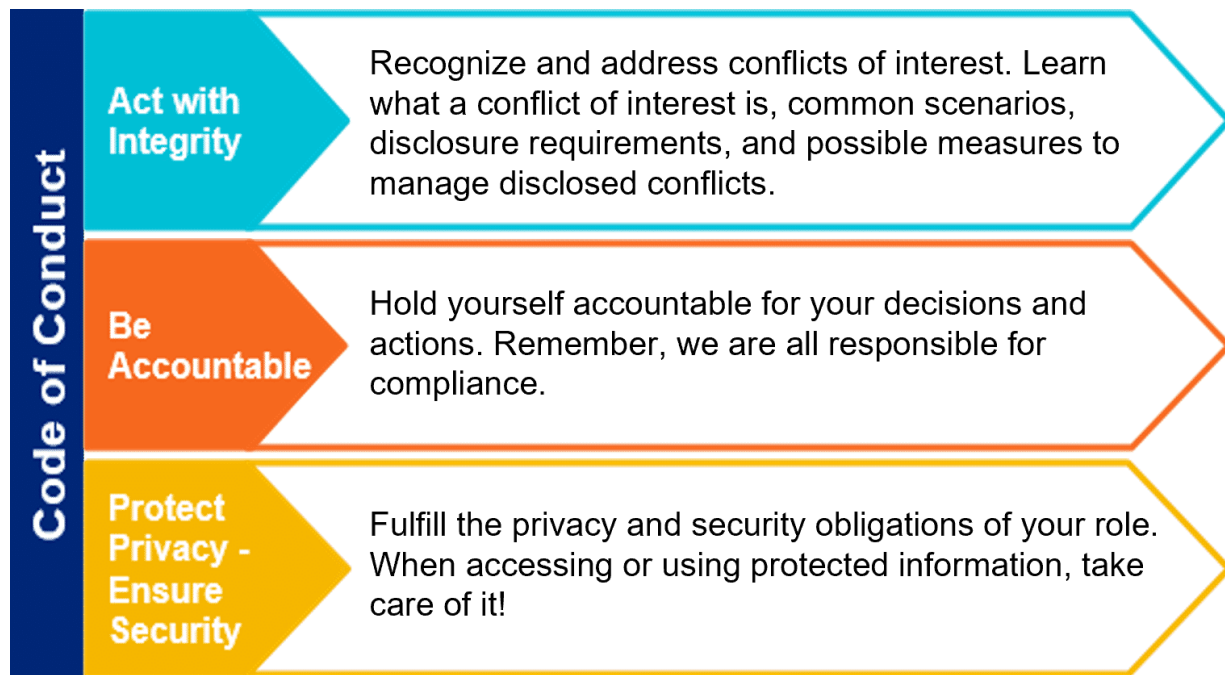 Code of Conduct
Act with
Integrity
Recognize and address conflicts of interest. Learn
what a conflict of interest is, common scenarios,
disclosure requirements, and possible measures to
manage disclosed conflicts.
Be
Accountable
Hold yourself accountable for your decisions and
actions. Remember, we are all responsible for
compliance.
Protect
Privacy -
Ensure
Security
Fulfill the privacy and security obligations of your role.
When accessing or using protected information, take
care of it!